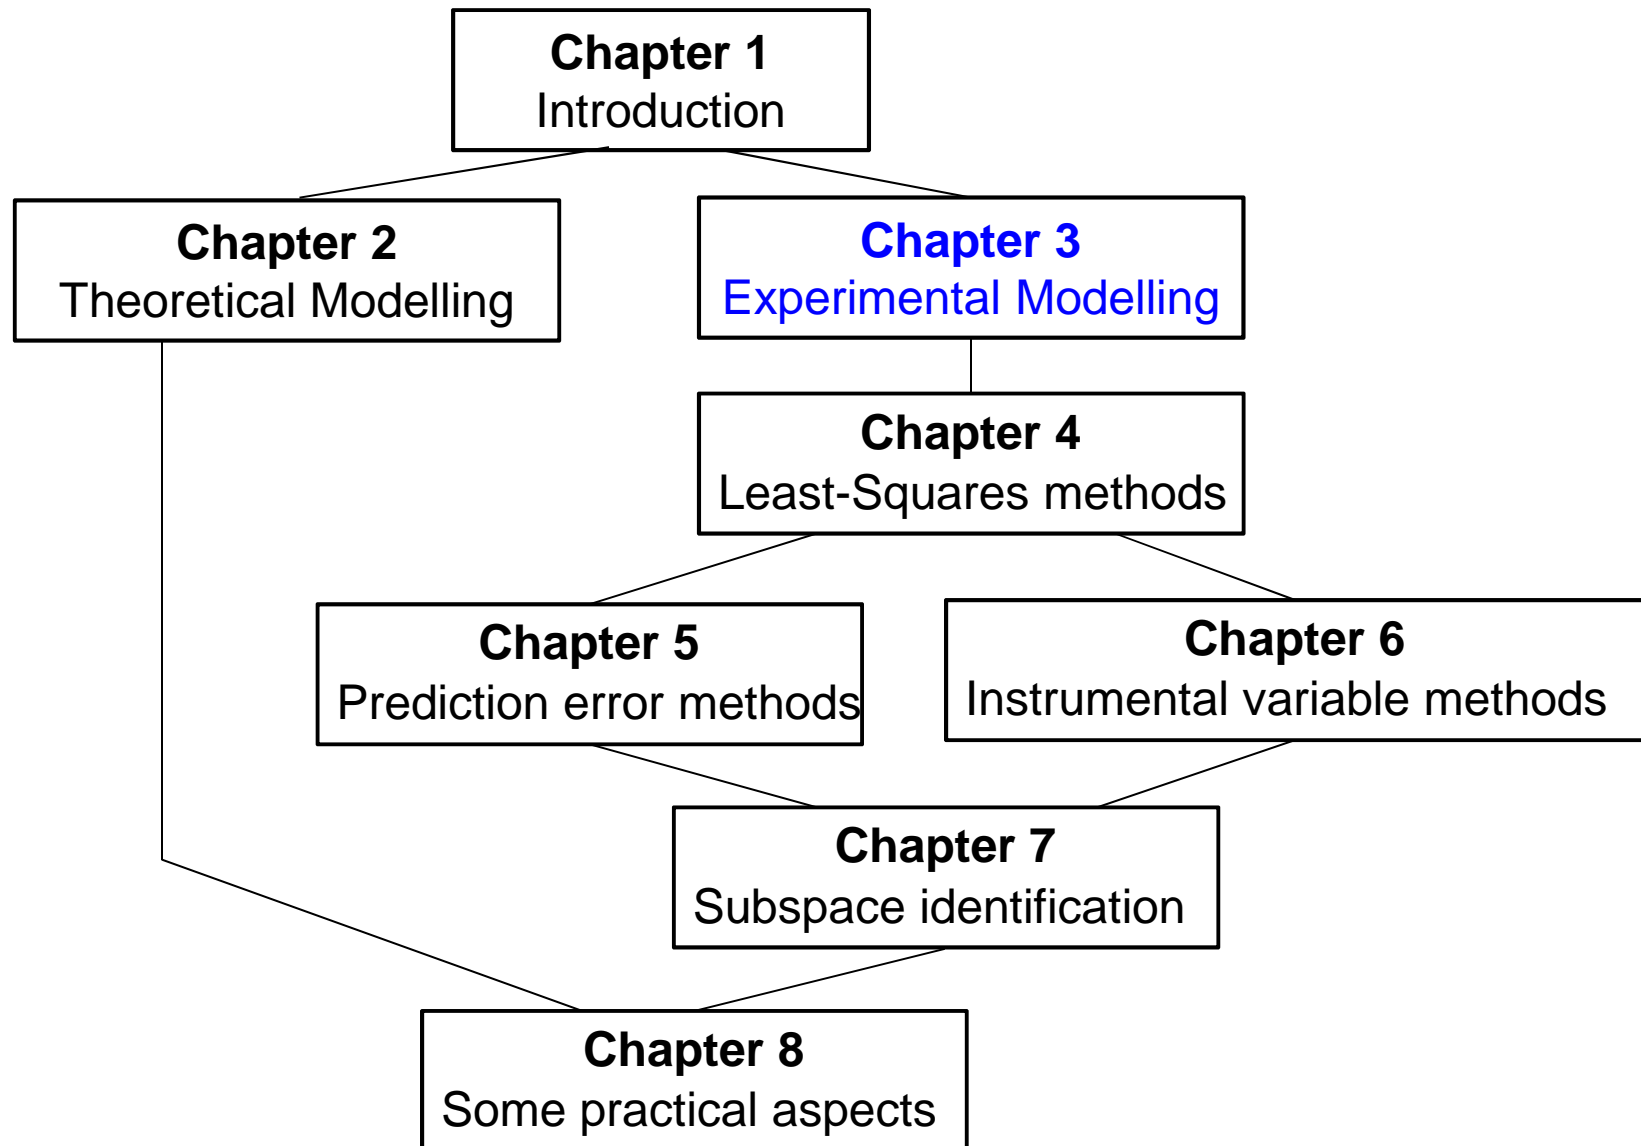 Chapter 1
Introduction
Chapter 2
Theoretical Modelling
Chapter 3
Experimental Modelling
Chapter 4
Least-Squares methods
Chapter 5
Prediction error methods
Chapter 6
Instrumental variable methods
Chapter 7
Subspace identification
Chapter 8
Some practical aspects